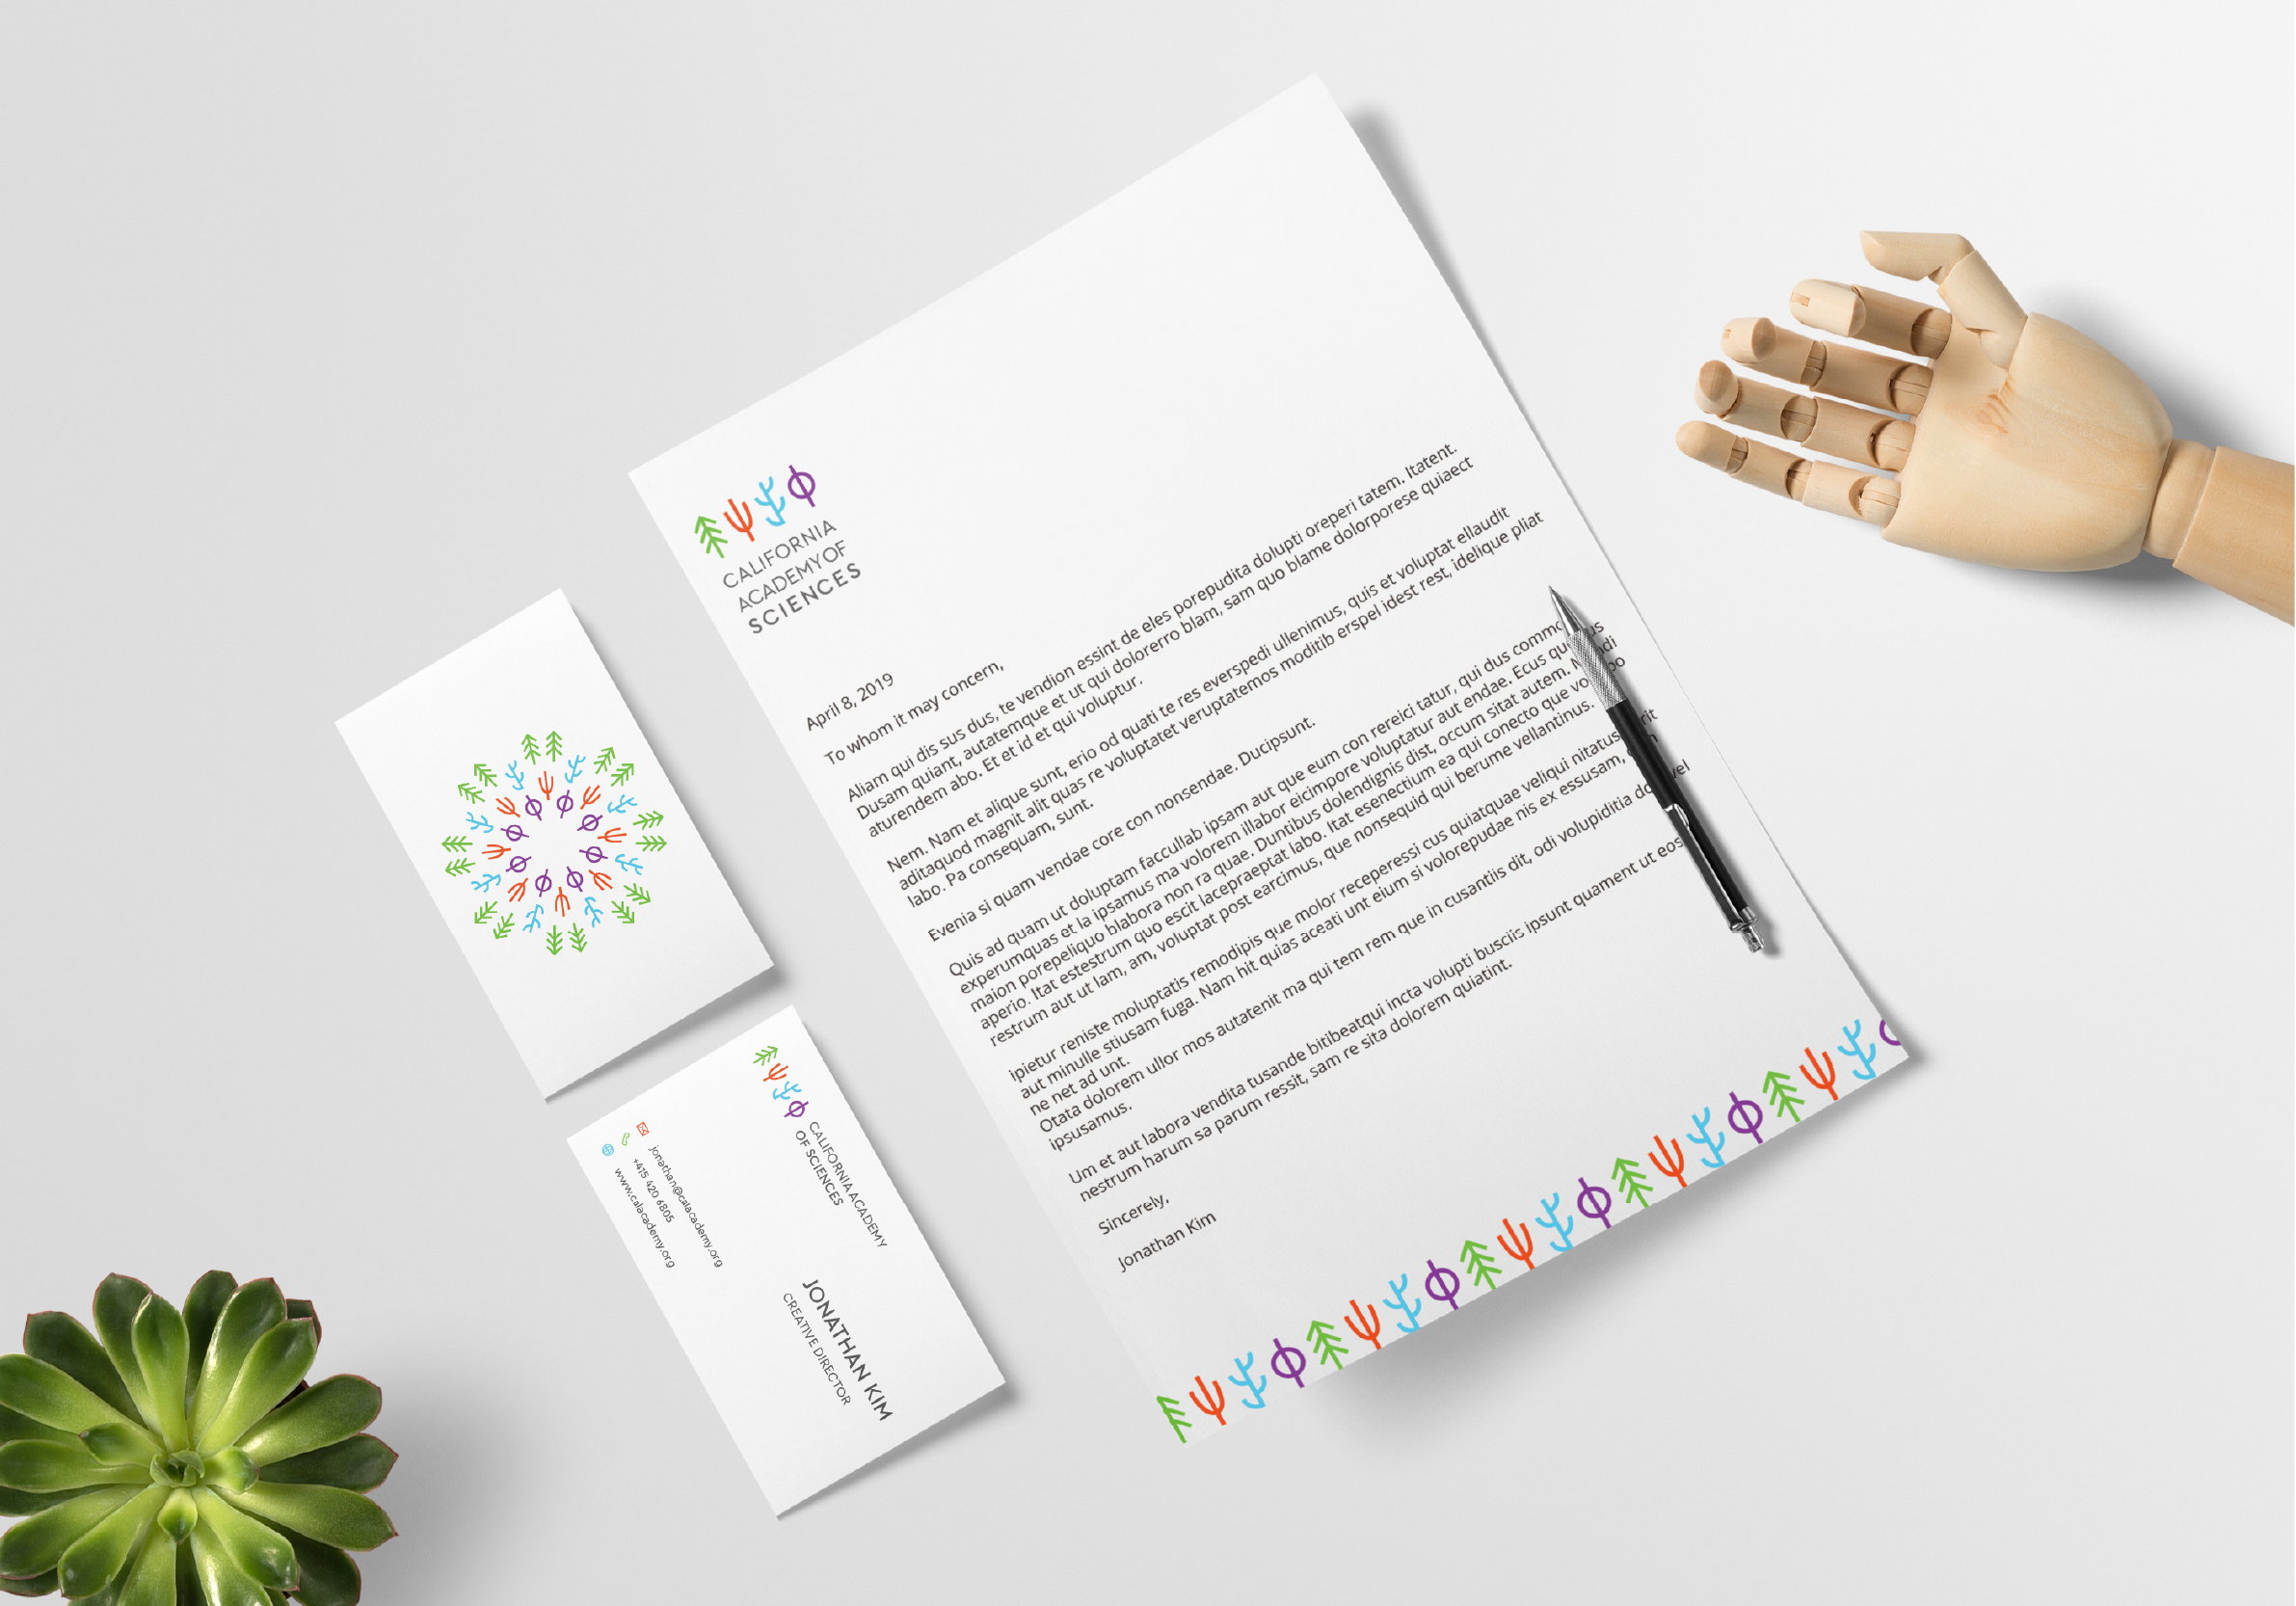 CALIFORNIA
ACADEMY OF
SCIENCES
April 8, 2019
To whom it may concern,
Aliam qui dis sus dus, te vendion essint de eles porepudita dolupti oreperi tatem. Itatent.
Dusam quiant, autatemque et ut qui dolorerro blam, sam quo blame dolorporese quiaect
aturendem abo. Et et id et qui voluptur.
Nem. Nam et alique sunt, erio od quati te res everspedi ullenimus, quis et voluptat ellaudit
aditaquod magnit alit quas re voluptatet veruptatemos moditib erspel idest rest, idelique pliat
labo. Pa consequam, sunt.
Evenia si quam vendae core con nonsendae. Ducipsunt.
Quis ad quam ut doluptam faccullab ipsam aut que eum con rereici tatur, qui dus
experumquas et la ipsamus ma volorem illabor eicimpore voluptatur aut endae. Ecus
maion porepeliquo blabora non ra quae. Duntibus dolendignis dist, occum sitat autem.
aperio. Itat estestrum quo escit lacepraeptat labo. Itat esenectium ea qui conecto que
restrum aut ut lam, am, voluptat post earcimus, que nonsequid qui berume vellantinus.
ipietur reniste moluptatis remodipis que molor receperessi cus quiatquae veliqui nitatus
aut minulle stiusam fuga. Nam hit quias aceati unt eium si volorepudae nis ex essusam,
ne net ad unt.
Otata dolorem ullor mos autatenit ma qui tem rem que in cusantiis dit, odi volupiditia vel
ipsusamus.
Um et aut labora vendita tusande bitibeatqui incta volupti busciis ipsunt quament ut eos
nestrum harum sa parum ressit, sam re sita dolorem quiatint.
Sincerely,
Jonathan Kim
CALIFORNIA ACADEMY
OF SCIENCES
JONATHAN KIM
CREATIVE DIRECTOR
jonathan@calacademy.org
+415 420 6805
www.calacademy.org